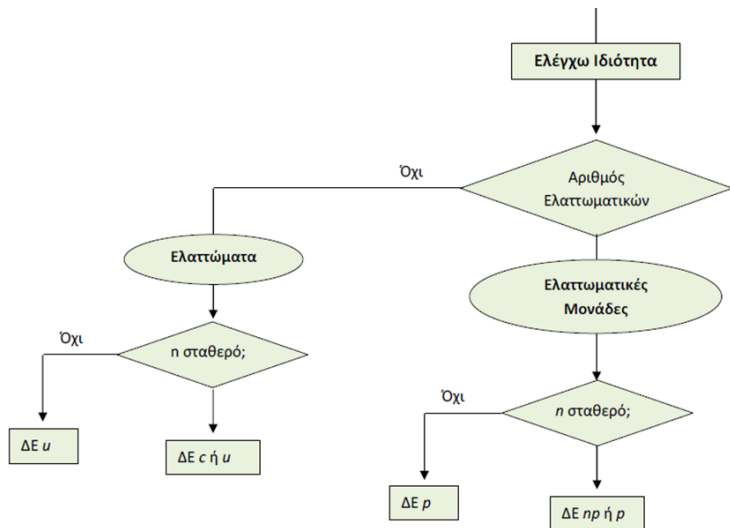 Ελέγχω Ιδιότητα
Όχι
Αριθμός
Ελαττωματικών
Ελαττώματα
Ελαττωματικές
Μονάδες
Όχι
n σταθερό;
Όχι
n σταθερό;
ΔΕ u
ΔΕ c ή u
ΔΕ p
ΔΕ np ή p